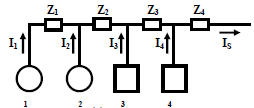 Z₁ Z₂ Z₃ Z₄
I₁ I₂ I₃ I₄ I₅
1 2 3 4